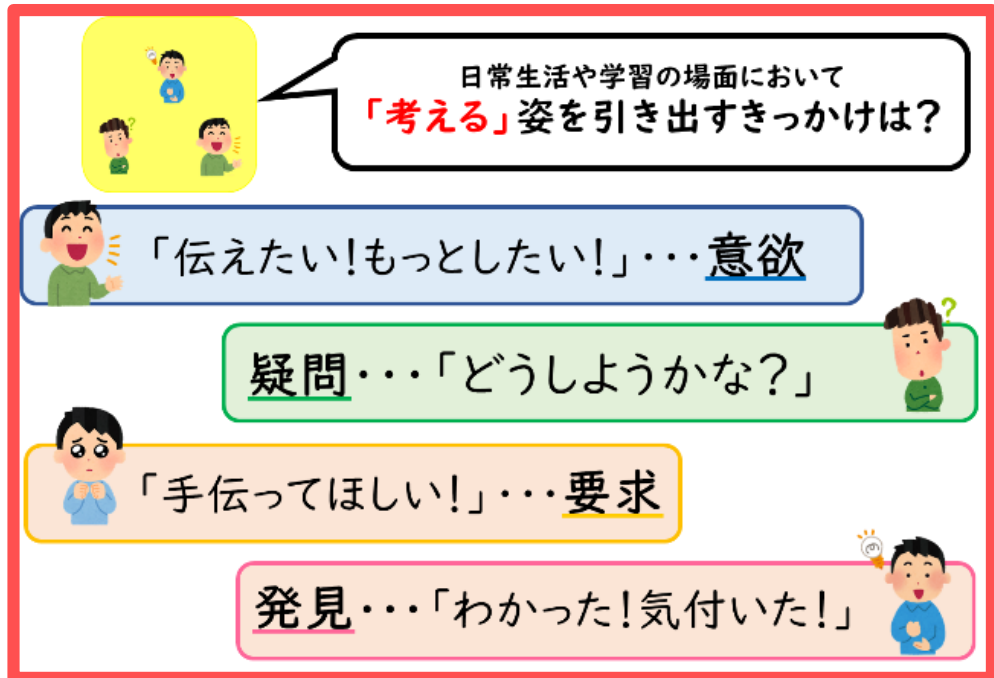 日常生活や学習の場面において
「考える」姿を引き出すきっかけは？
「伝えたい！もっとしたい！」・・・意欲
疑問・・・「どうしようかな？」
「手伝ってほしい！」・・・要求
発見・・・「わかった！気付いた！」